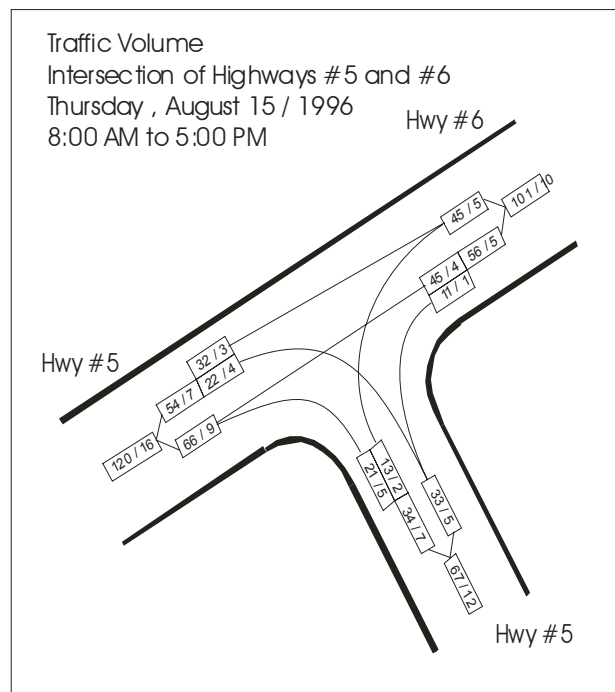 Traffic Volume
Intersection of Highways #5 and #6
Thursday , August 15 / 1996
8:00 AM to 5:00 PM
Hwy #6
101 / 10
45 / 5
56 / 5
45 / 4
11 / 1
Hwy #5
32 / 3
22 / 4
54 / 7
66 / 9
120 / 16
13 / 2
21 / 5
34 / 7
33 / 5
67 / 12
Hwy #5